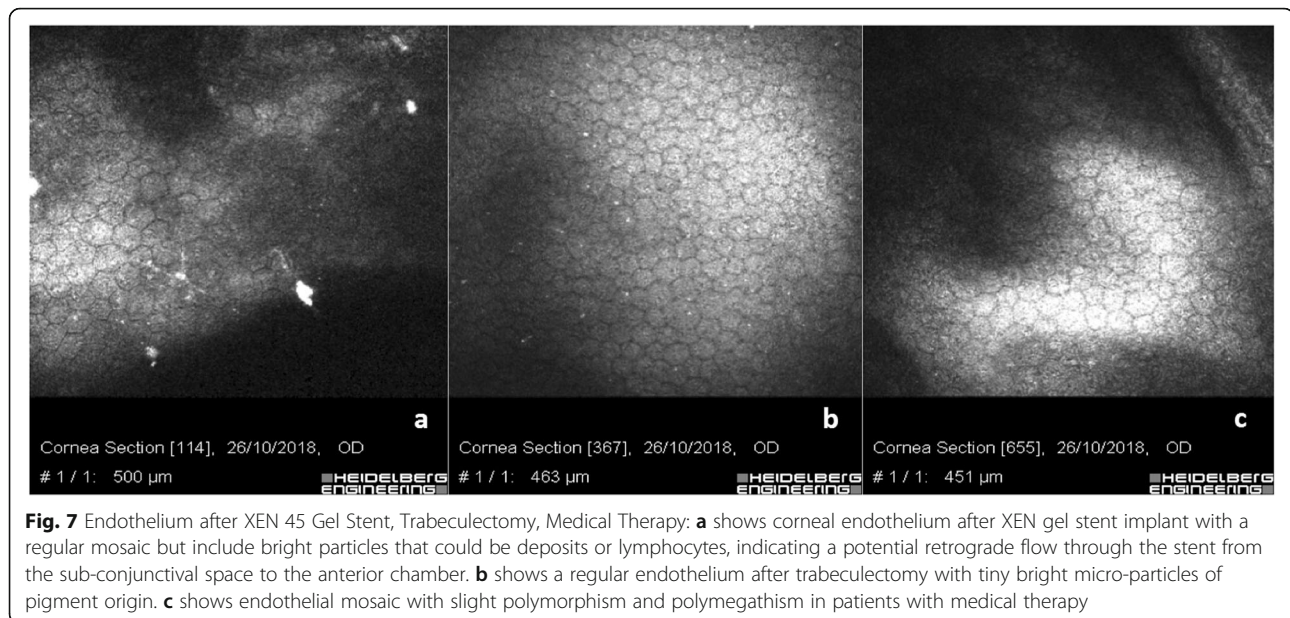 a
Cornea Section [114], 26/10/2018, OD
# 1 / 1: 500 µm
HEIDELBERG
ENGINEERING
b
Cornea Section [367], 26/10/2018, OD
# 1 / 1: 463 µm
HEIDELBERG
ENGINEERING
c
Cornea Section [655], 26/10/2018, OD
# 1 / 1: 451 µm
HEIDELBERG
ENGINEERING
Fig. 7 Endothelium after XEN 45 Gel Stent, Trabeculectomy, Medical Therapy: a shows corneal endothelium after XEN gel stent implant with a
regular mosaic but include bright particles that could be deposits or lymphocytes, indicating a potential retrograde flow through the stent from
the sub-conjunctival space to the anterior chamber. b shows a regular endothelium after trabeculectomy with tiny bright micro-particles of
pigment origin. c shows endothelial mosaic with slight polymorphism and polymegathism in patients with medical therapy